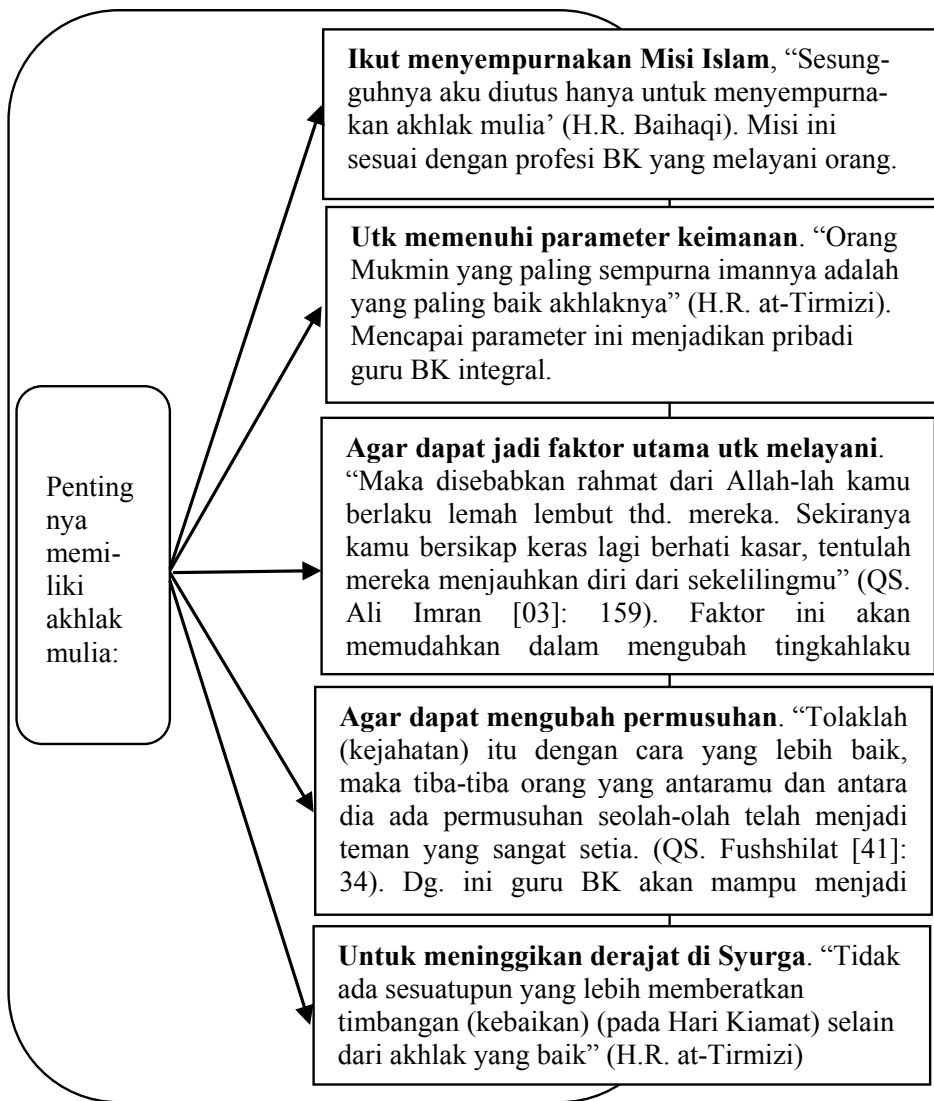 Ikut menyempurnakan Misi Islam, “Sesung-
guhnya aku diutus hanya untuk menyempurna-
kan akhlak mulia’ (H.R. Baihaqi). Misi ini
sesuai dengan profesi BK yang melayani orang.
Utk memenuhi parameter keimanan. “Orang
Mukmin yang paling sempurna imannya adalah
yang paling baik akhlaknya” (H.R. at-Tirmizi).
Mencapai parameter ini menjadikan pribadi
guru BK integral.
Penting
nya
memi-
liki
akhlak
mulia:
Agar dapat jadi faktor utama utk melayani.
“Maka disebabkan rahmat dari Allah-lah kamu
berlaku lemah lembut thd. mereka. Sekiranya
kamu bersikap keras lagi berhati kasar, tentulah
mereka menjauhkan diri dari sekelilingmu” (QS.
Ali Imran [03]: 159). Faktor ini akan
memudahkan dalam mengubah tingkahlaku
Agar dapat mengubah permusuhan. “Tolaklah
(kejahatan) itu dengan cara yang lebih baik,
maka tiba-tiba orang yang antaramu dan antara
dia ada permusuhan seolah-olah telah menjadi
teman yang sangat setia. (QS. Fushshilat [41]:
34). Dg. ini guru BK akan mampu menjadi
Untuk meninggikan derajat di Syurga. “Tidak
ada sesuatupun yang lebih memberatkan
timbangan (kebaikan) (pada Hari Kiamat) selain
dari akhlak yang baik” (H.R. at-Tirmizi)